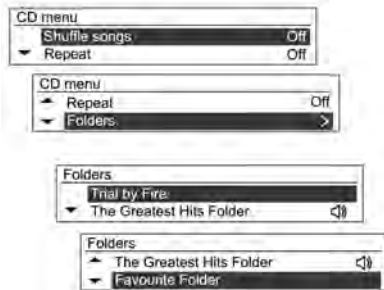 CD menu
Shuffle songs Off
Repeat Off
CD menu
Repeat Off
Folders >
Folders
Trial by Fire
The Greatest Hits Folder
Folders
The Greatest Hits Folder
Favourite Folder